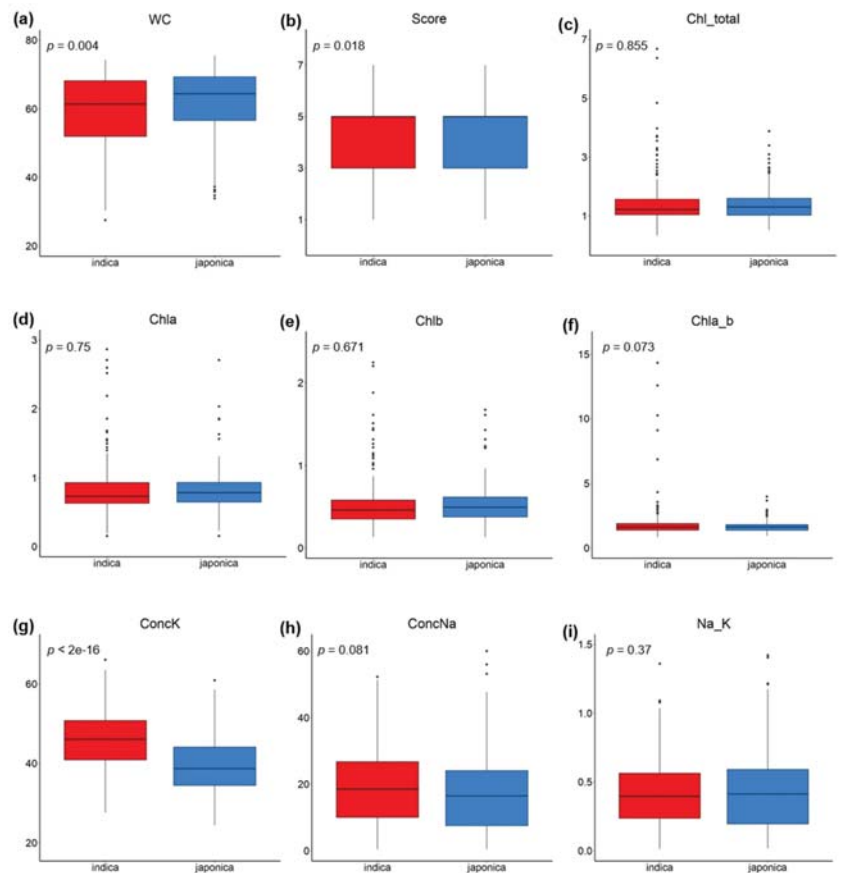 (a) WC
p = 0.004
80
60
40
20
indica japonica
(b) Score
p = 0.018
7
5
3
1
indica japonica
(c) Chl_total
p = 0.855
7
5
3
1
indica japonica
(d) Chla
p = 0.75
3
2
1
0
indica japonica
(e) Chlb
p = 0.671
2
1
0
indica japonica
(f) Chla_b
p = 0.073
15
10
5
0
indica japonica
(g) ConcK
p < 2e-16
60
40
20
indica japonica
(h) ConcNa
p = 0.081
60
40
20
0
indica japonica
(i) Na_K
p = 0.37
1.5
1.0
0.5
0.0
indica japonica